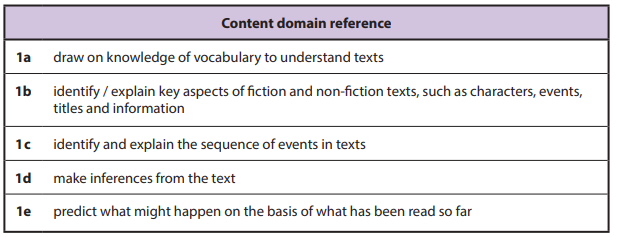 Content domain reference
1a draw on knowledge of vocabulary to understand texts
1b identify / explain key aspects of fiction and non-fiction texts, such as characters, events,
titles and information
1c identify and explain the sequence of events in texts
1d make inferences from the text
1e predict what might happen on the basis of what has been read so far